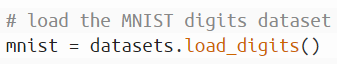 # load the MNIST digits dataset
mnist = datasets.load_digits()